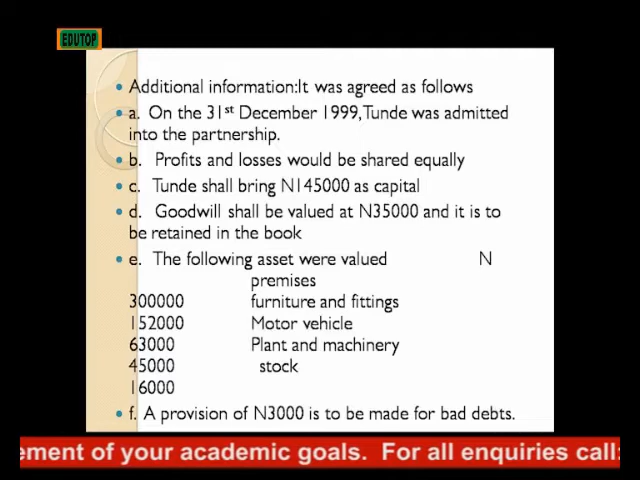 EDUTOP
Additional information:It was agreed as follows
a. On the 31st December 1999,Tunde was admitted
into the partnership.
b. Profits and losses would be shared equally
c. Tunde shall bring N145000 as capital
d. Goodwill shall be valued at N35000 and it is to
be retained in the book
e. The following asset were valued N
premises
300000 furniture and fittings
152000 Motor vehicle
63000 Plant and machinery
45000 stock
16000
f. A provision of N3000 is to be made for bad debts.
ement of your academic goals. For all enquiries call: